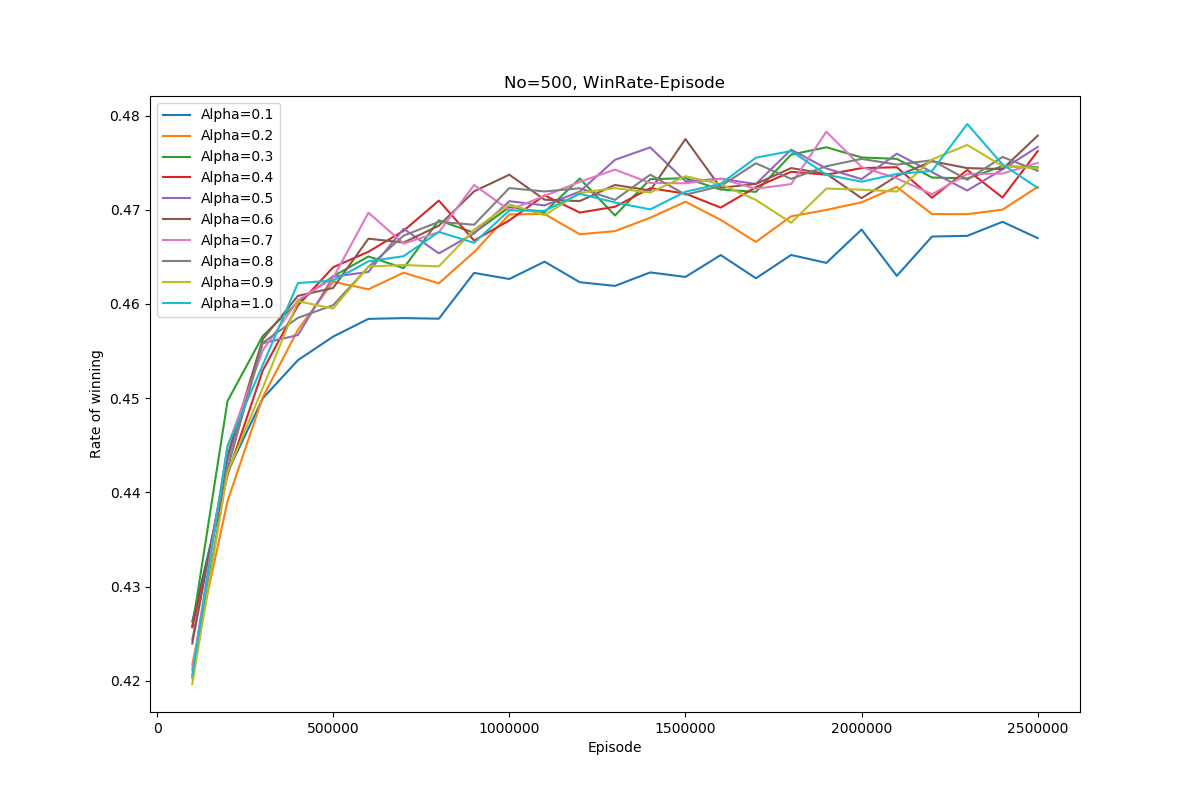 No=500, WinRate-Episode
0.48
0.47
0.46
0.45
0.44
0.43
0.42
Rate of winning
Alpha=0.1
Alpha=0.2
Alpha=0.3
Alpha=0.4
Alpha=0.5
Alpha=0.6
Alpha=0.7
Alpha=0.8
Alpha=0.9
Alpha=1.0
0 500000 1000000 1500000 2000000 2500000
Episode